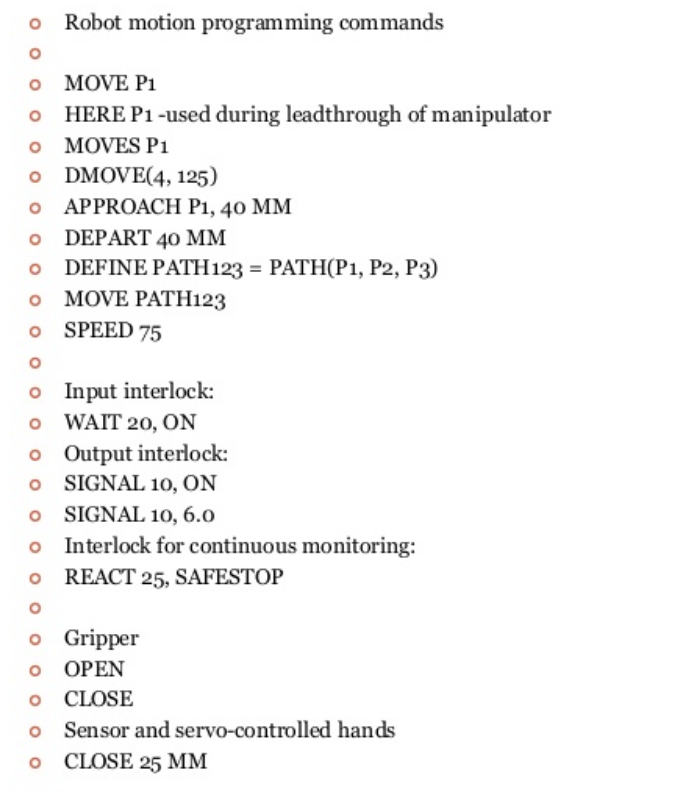 Robot motion programming commands
MOVE P1
HERE P1 -used during leadthrough of manipulator
MOVES P1
DMOVE(4, 125)
APPROACH P1, 40 MM
DEPART 40 MM
DEFINE PATH123 = PATH(P1, P2, P3)
MOVE PATH123
SPEED 75
Input interlock:
WAIT 20, ON
Output interlock:
SIGNAL 10, ON
SIGNAL 10, 6.0
Interlock for continuous monitoring:
REACT 25, SAFESTOP
Gripper
OPEN
CLOSE
Sensor and servo-controlled hands
CLOSE 25 MM